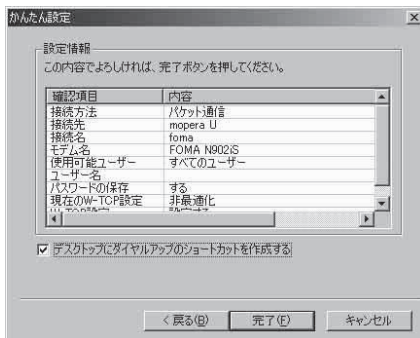 かんたん設定
設定情報
この内容でよろしければ、完了ボタンを押してください。
確認項目 内容
接続方法 パケット通信
接続先 mopera U
接続名 foma
モデム名 FOMA N902iS
使用可能ユーザー すべてのユーザー
ユーザー名
パスワードの保存 する
現在のW-TCP設定 非最適化
デスクトップにダイヤルアップのショートカットを作成する
< 戻る(B) 完了(F) キャンセル